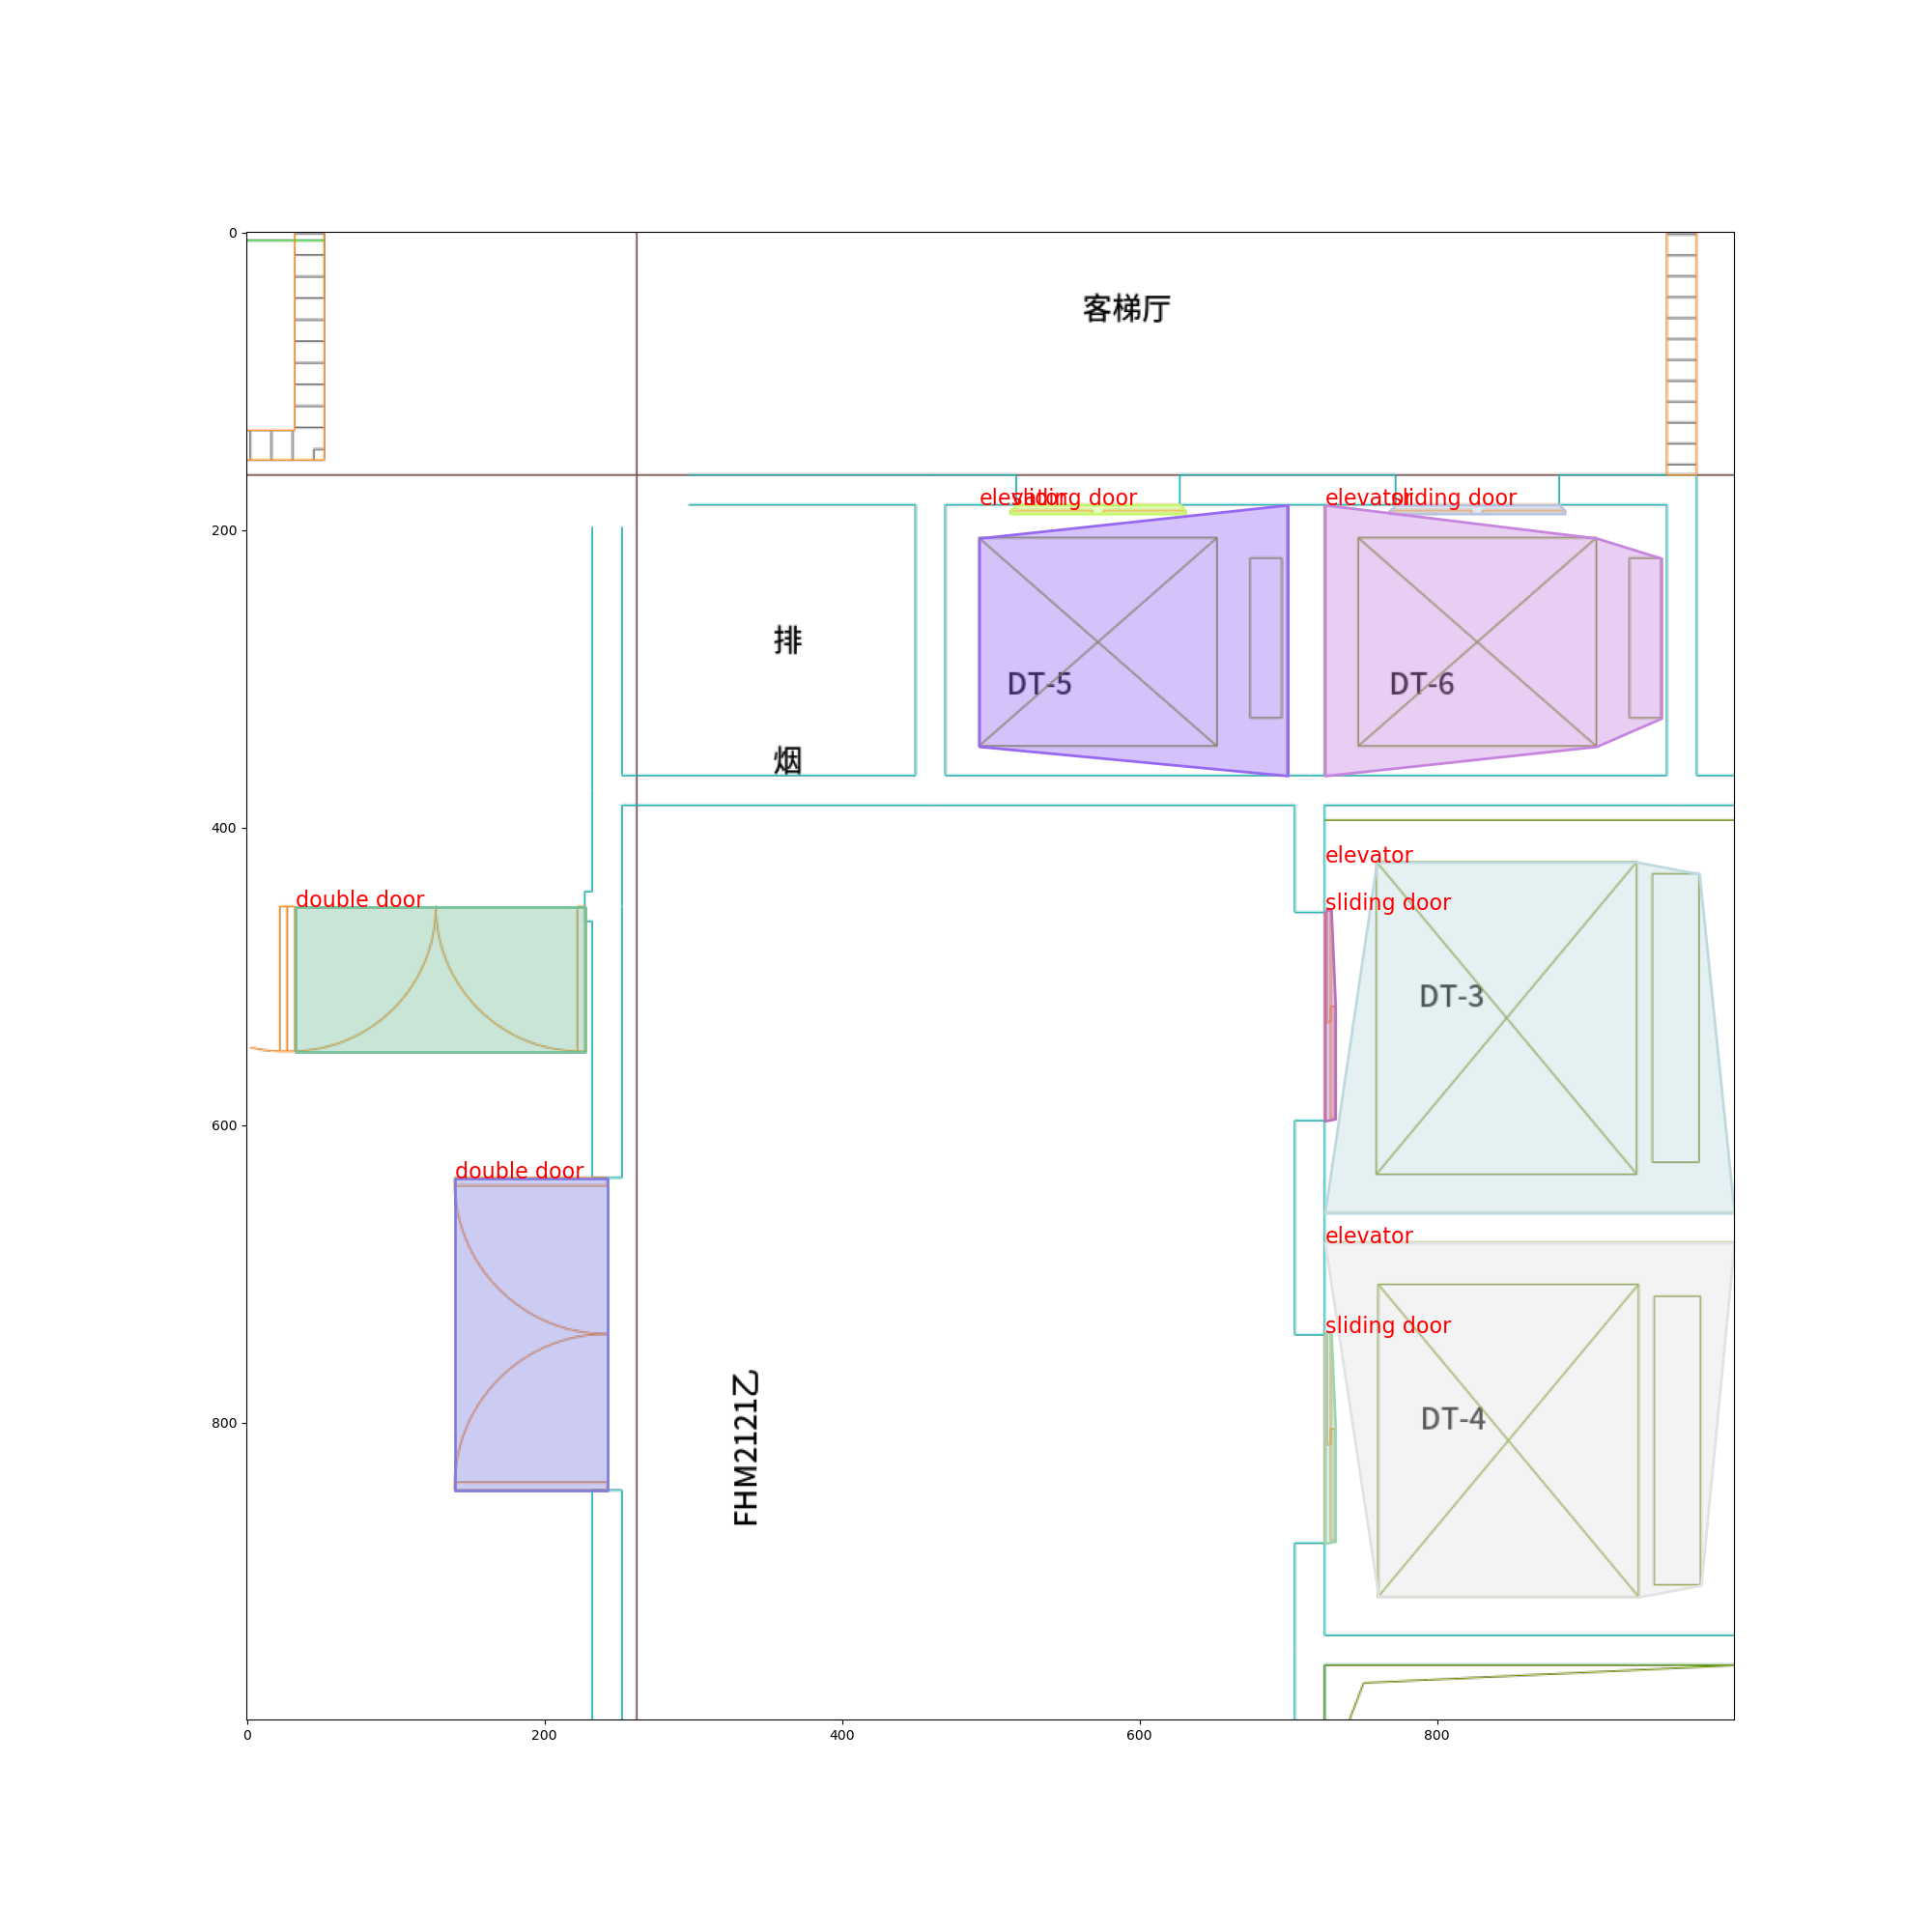 0
客梯厅
200
elevator
sliding door
elevator
sliding door
排
DT-5
DT-6
烟
400
elevator
double door
sliding door
DT-3
600
double door
elevator
sliding door
800
DT-4
FHM2121乙
0
200
400
600
800